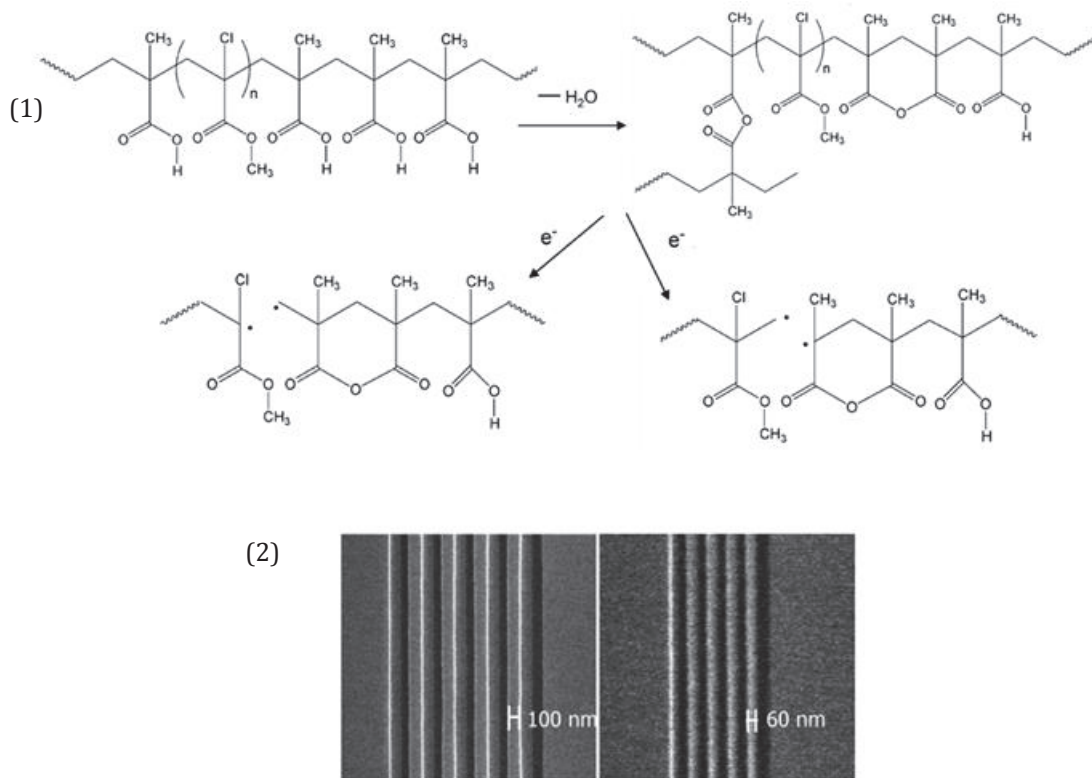 CH₃ Cl CH₃ CH₃ CH₃
n
(1)
O O O O O O O O O O
H CH₃ H H H
— H₂O
CH₃ Cl CH₃ CH₃ CH₃
n
O O O O O O O O
O O CH₃ H
CH₃
e⁻ e⁻
Cl CH₃ CH₃ CH₃
O O O O O O O
CH₃ H
Cl CH₃ CH₃ CH₃
O O O O O O O
CH₃ H
(2)
100 nm 60 nm